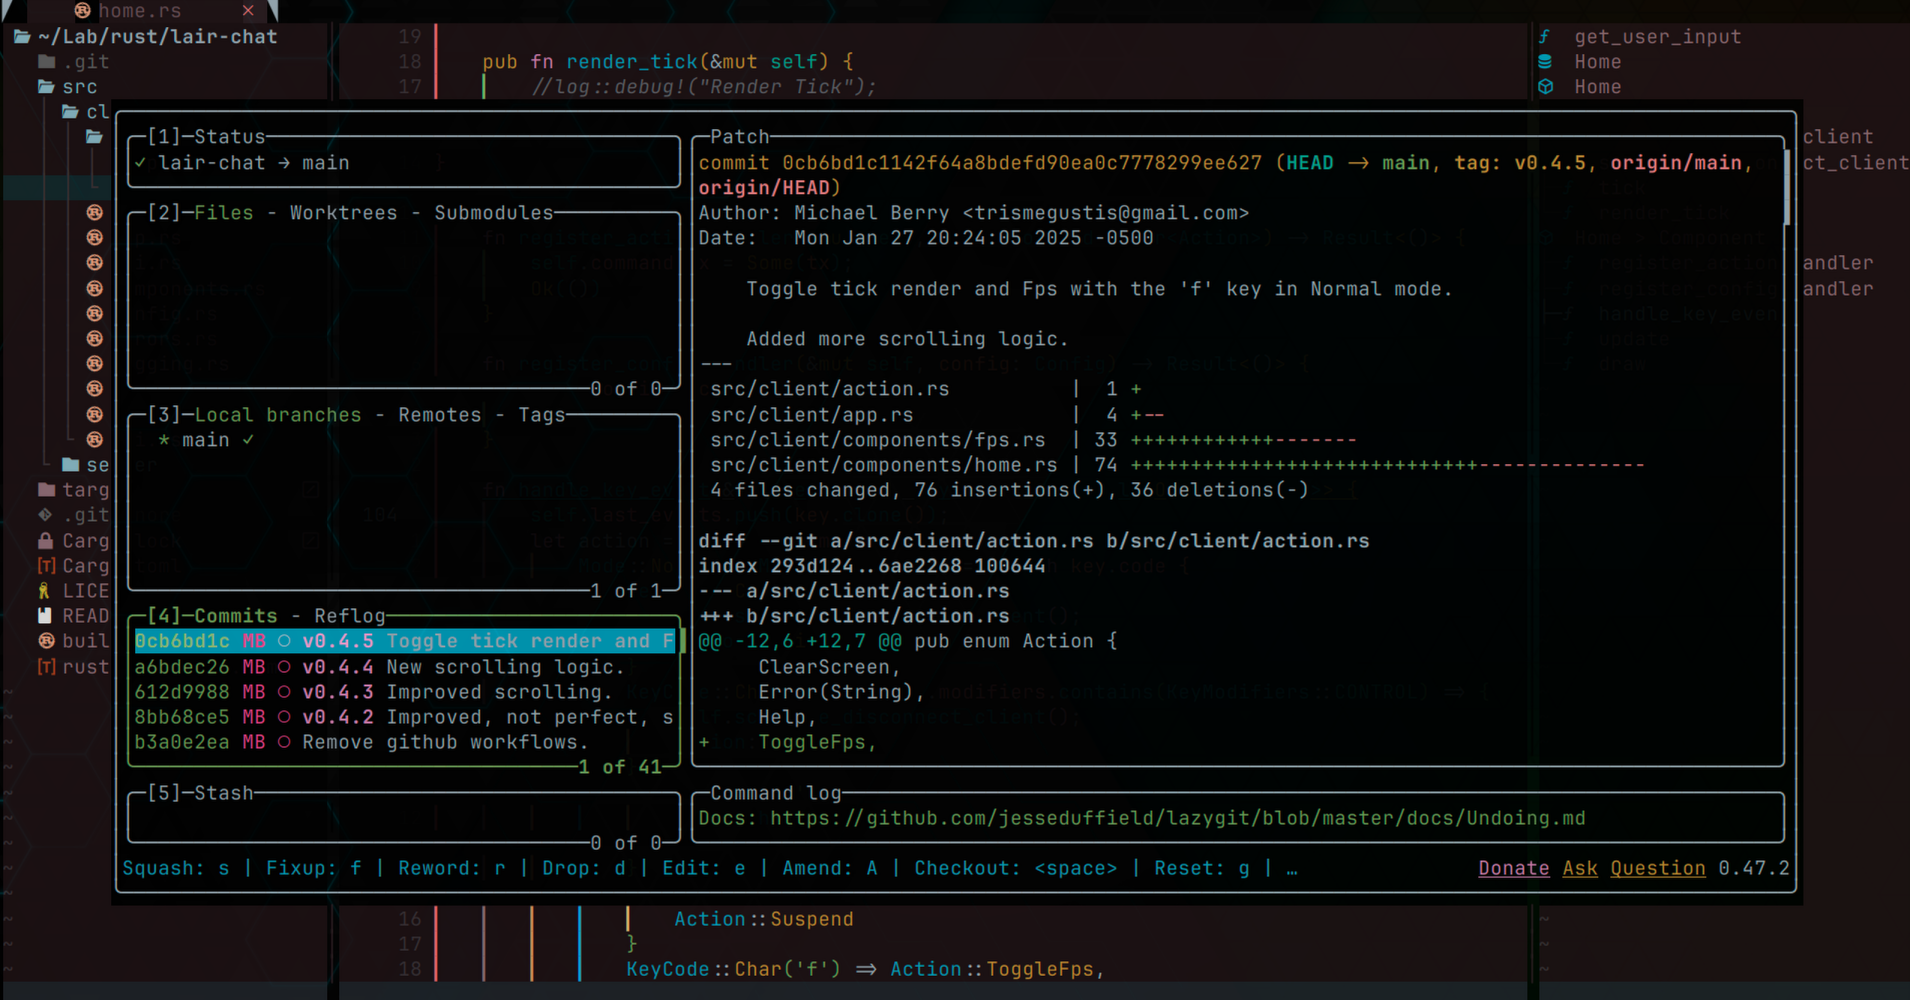 home.rs ×
~/Lab/rust/lair-chat
.git
src
cl
se
targ
.git
Carg
Carg
LICE
READ
buil
rust
19
18 pub fn render_tick(&mut self) {
17 //log::debug!("Render Tick");
get_user_input
Home
Home
client
ct_client
andler
andler
[1]─Status
✓ lair-chat → main
[2]─Files - Worktrees - Submodules
0 of 0
[3]─Local branches - Remotes - Tags
* main ✓
1 of 1
[4]─Commits - Reflog
0cb6bd1c MB ○ v0.4.5 Toggle tick render and F
a6bdec26 MB ○ v0.4.4 New scrolling logic.
612d9988 MB ○ v0.4.3 Improved scrolling.
8bb68ce5 MB ○ v0.4.2 Improved, not perfect, s
b3a0e2ea MB ○ Remove github workflows.
1 of 41
[5]─Stash
0 of 0
Patch
commit 0cb6bd1c1142f64a8bdefd90ea0c7778299ee627 (HEAD -> main, tag: v0.4.5, origin/main,
origin/HEAD)
Author: Michael Berry <trismegustis@gmail.com>
Date:   Mon Jan 27 20:24:05 2025 -0500
Toggle tick render and Fps with the 'f' key in Normal mode.
Added more scrolling logic.
---
src/client/action.rs | 1 +
src/client/app.rs | 4 +--
src/client/components/fps.rs | 33 ++++++++++++-------
src/client/components/home.rs | 74 +++++++++++++++++++++++++++++--------------
4 files changed, 76 insertions(+), 36 deletions(-)
diff --git a/src/client/action.rs b/src/client/action.rs
index 293d124..6ae2268 100644
--- a/src/client/action.rs
+++ b/src/client/action.rs
@@ -12,6 +12,7 @@ pub enum Action {
ClearScreen,
Error(String),
Help,
+ ToggleFps,
Command log
Docs: https://github.com/jesseduffield/lazygit/blob/master/docs/Undoing.md
Squash: s | Fixup: f | Reword: r | Drop: d | Edit: e | Amend: A | Checkout: <space> | Reset: g | … Donate Ask Question 0.47.2
16 Action::Suspend
17 }
18 KeyCode::Char('f') => Action::ToggleFps,